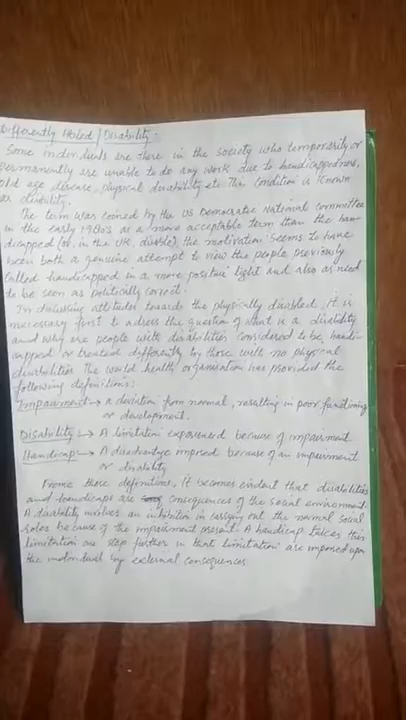 Differently Abled / Disability :-
Some individuals are there in the society who temporarily or
permanently are unable to do any work due to handicappedness,
old age disease, physical disability etc. This condition is known
as disability.
The term was coined by the US Democratic National Committee
in the early 1980's as a more acceptable term than the han-
dicapped (or, in the UK, disable), the motivation seems to have
been both a genuine attempt to view the people previously
called handicapped in a more positive light and also as need
to be seen as politically correct.
In discussing attitudes towards the physically disabled, it is
necessary first to adress the question of what is a disability
and why are people with disabilities considered to be handi-
capped or treated differently by those with no physical
disabilities. The world health organisation has provided the
following definitions:
Impairment → a deviation from normal, resulting in poor functioning
or development.
Disability → A limitation experienced because of impairment
Handicap → A disadvantage imposed because of an impairment
or disability
Frome these definitions, It becomes evident that disabilities
and handicaps are consequences of the social environment.
A disability involves an inhibition in carrying out the normal social
roles because of the impairment present. A handicap takes this
limitation one step further in that limitation are imposed upon
the individual by external consequences